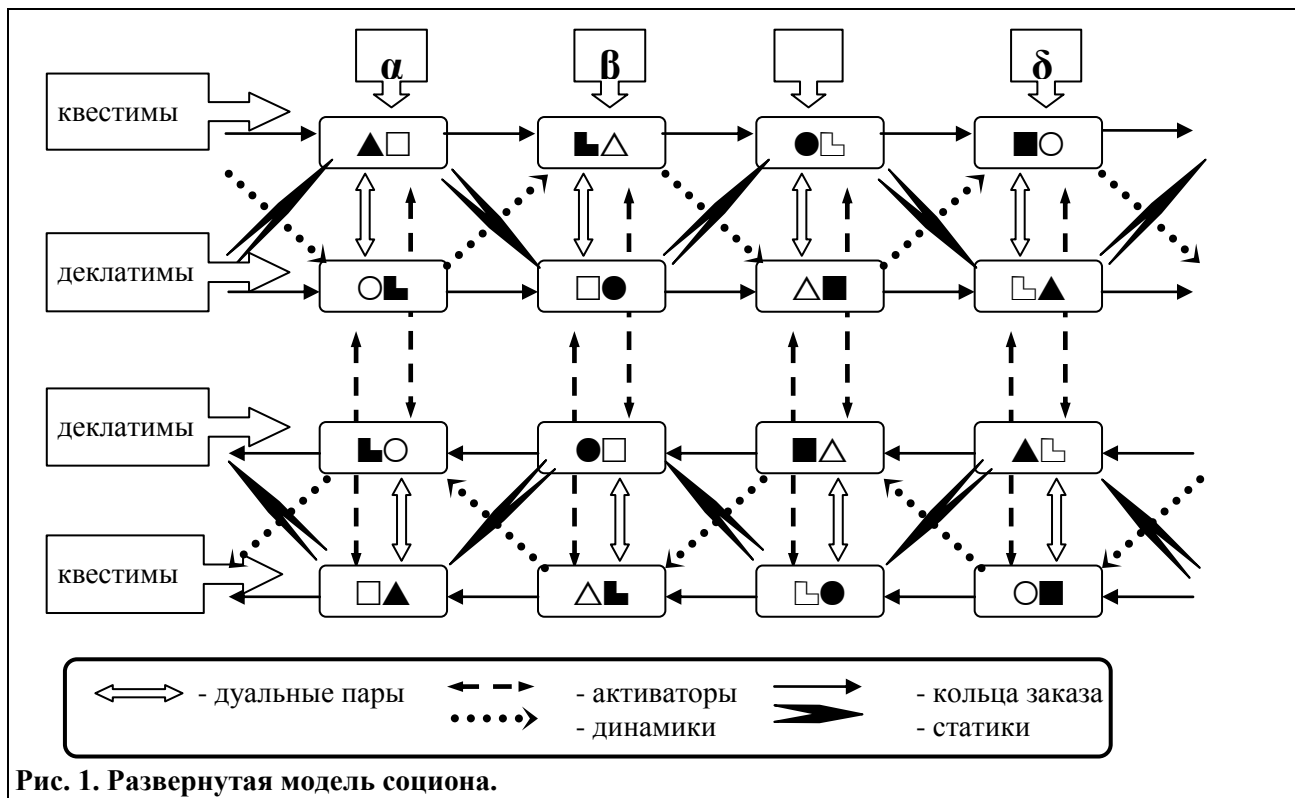 α β δ
квестимы
деклатимы
деклатимы
квестимы
- дуальные пары - активаторы - кольца заказа
- динамики - статики
Рис. 1. Развернутая модель социона.